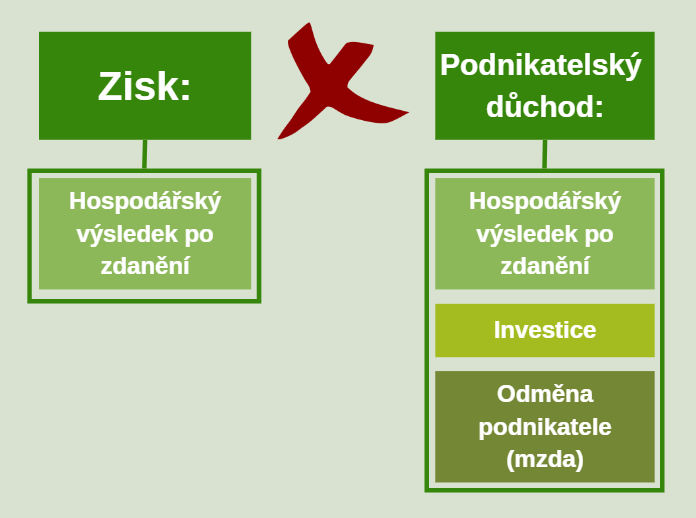 Zisk:
Hospodářský
výsledek po
zdanění
Podnikatelský
důchod:
Hospodářský
výsledek po
zdanění
Investice
Odměna
podnikatele
(mzda)